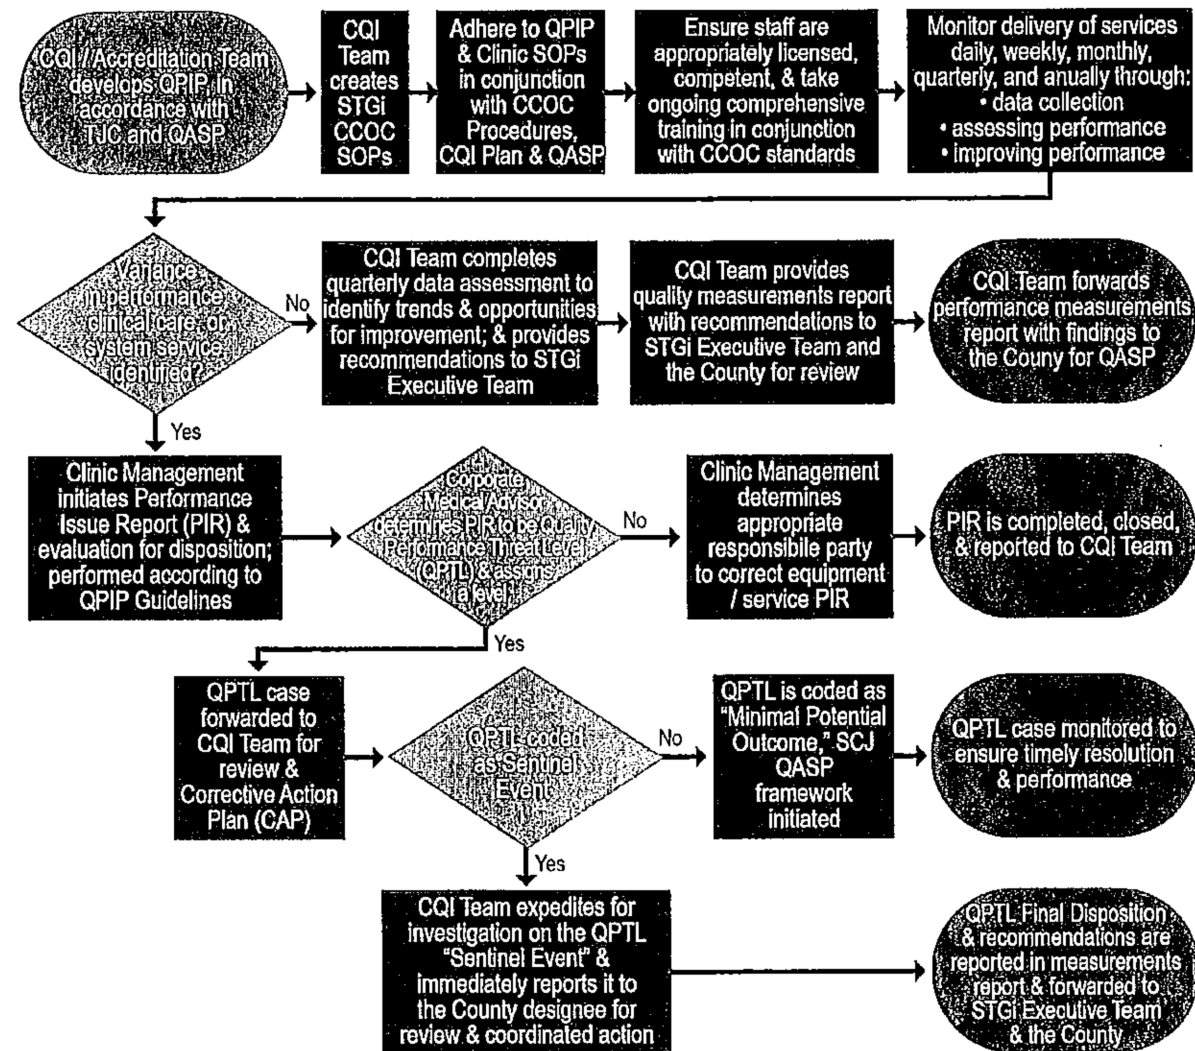 CQI / Accreditation Team
develops QPIP in
accordance with
TJC and QASP
CQI
Team
creates
STGi
CCOC
SOPs
Adhere to QPIP
& Clinic SOPs
in conjunction
with CCOC
Procedures,
CQI Plan & QASP
Ensure staff are
appropriately licensed,
competent, & take
ongoing comprehensive
training in conjunction
with CCOC standards
Monitor delivery of services
daily, weekly, monthly,
quarterly, and anually through:
• data collection
• assessing performance
• improving performance
Variance
in performance,
clinical care, or
system service
identified?
No
CQI Team completes
quarterly data assessment to
identify trends & opportunities
for improvement; & provides
recommendations to STGi
Executive Team
CQI Team provides
quality measurements report
with recommendations to
STGi Executive Team and
the County for review
CQI Team forwards
performance measurements
report with findings to
the Couny for QASP
Yes
Clinic Management
initiates Performance
Issue Report (PIR) &
evaluation for disposition;
performed according to
QPIP Guidelines
Corporate
Medical Advisor
determines PIR to be Quality
Performance Threat Level
(QPTL) & assigns
a level
No
Clinic Management
determines
appropriate
responsibile party
to correct equipment
/ service PIR
PIR is completed, closed,
& reported to CQI Team
Yes
QPTL case
forwarded to
CQI Team for
review &
Corrective Action
Plan (CAP)
QPTL coded
as Sentinel
Event
No
QPTL is coded as
"Minimal Potential
Outcome," SCJ
QASP
framework
initiated
QPTL case monitored to
ensure timely resolution
& performance
Yes
CQI Team expedites for
investigation on the QPTL
"Sentinel Event" &
immediately reports it to
the County designee for
review & coordinated action
QPTL Final Disposition
& recommendations are
reported in measurements
report & forwarded to
STGi Executive Team
& the County